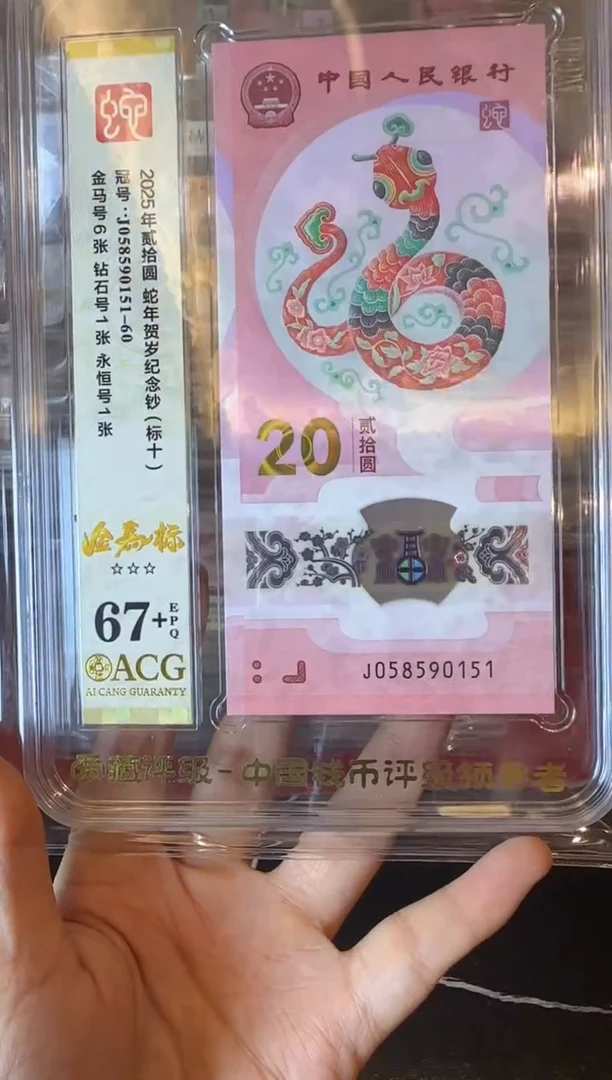 蛇
2025年贰拾圆 蛇年贺岁纪念钞（标十）
冠号：J058590151-60
金马号6张 钻石号1张 永恒号1张
金马标
67+
EPQ
ACG
AI CANG GUARANTY
中国人民银行
蛇
20
贰拾圆
J058590151
爱藏评级-中国钱币评级领导者